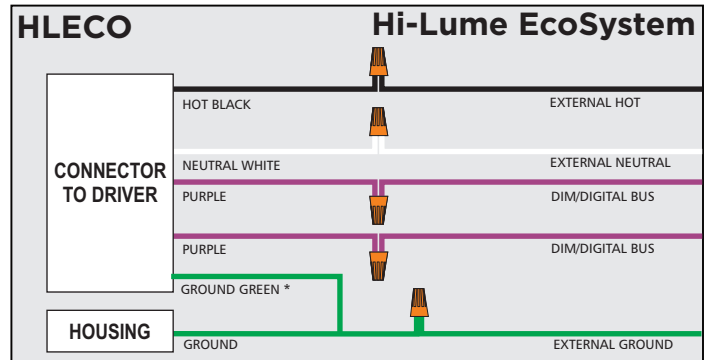 HLECO
Hi-Lume EcoSystem
HOT BLACK
EXTERNAL HOT
NEUTRAL WHITE
EXTERNAL NEUTRAL
CONNECTOR
TO DRIVER
PURPLE
DIM/DIGITAL BUS
PURPLE
DIM/DIGITAL BUS
GROUND GREEN *
HOUSING
GROUND
EXTERNAL GROUND